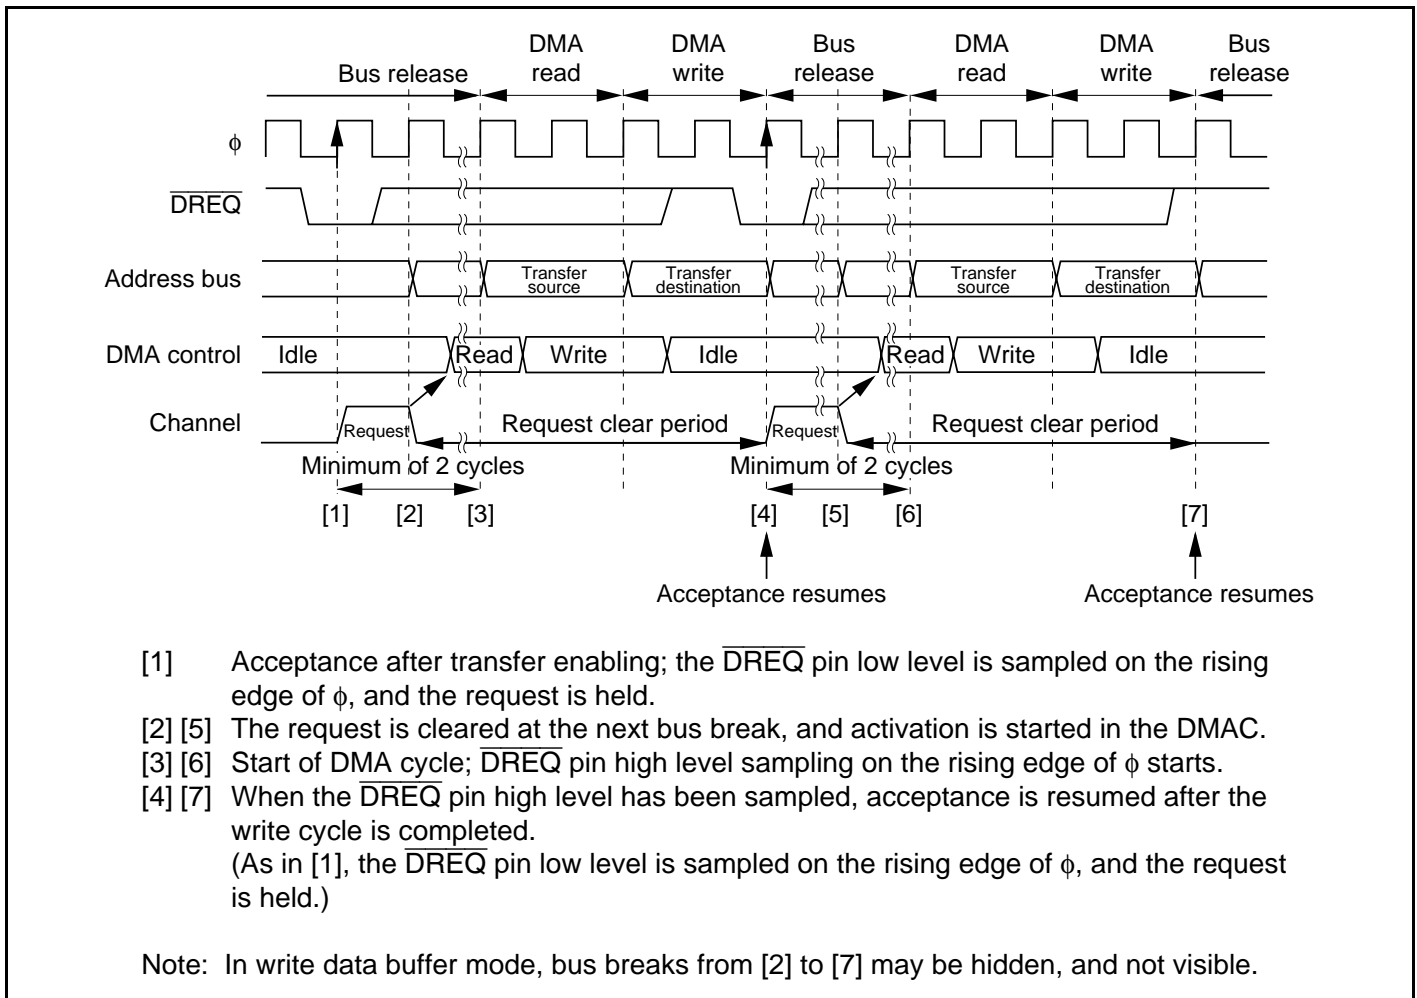 DMA DMA Bus DMA DMA Bus
Bus release read write release read write release
φ
DREQ
Address bus Transfer source Transfer destination Transfer source Transfer destination
DMA control Idle Read Write Idle Read Write Idle
Channel Request Request clear period Request Request clear period
Minimum of 2 cycles Minimum of 2 cycles
[1] [2] [3] [4] [5] [6] [7]
Acceptance resumes Acceptance resumes
[1] Acceptance after transfer enabling; the DREQ pin low level is sampled on the rising
edge of φ, and the request is held.
[2] [5] The request is cleared at the next bus break, and activation is started in the DMAC.
[3] [6] Start of DMA cycle; DREQ pin high level sampling on the rising edge of φ starts.
[4] [7] When the DREQ pin high level has been sampled, acceptance is resumed after the
write cycle is completed.
(As in [1], the DREQ pin low level is sampled on the rising edge of φ, and the request
is held.)
Note: In write data buffer mode, bus breaks from [2] to [7] may be hidden, and not visible.